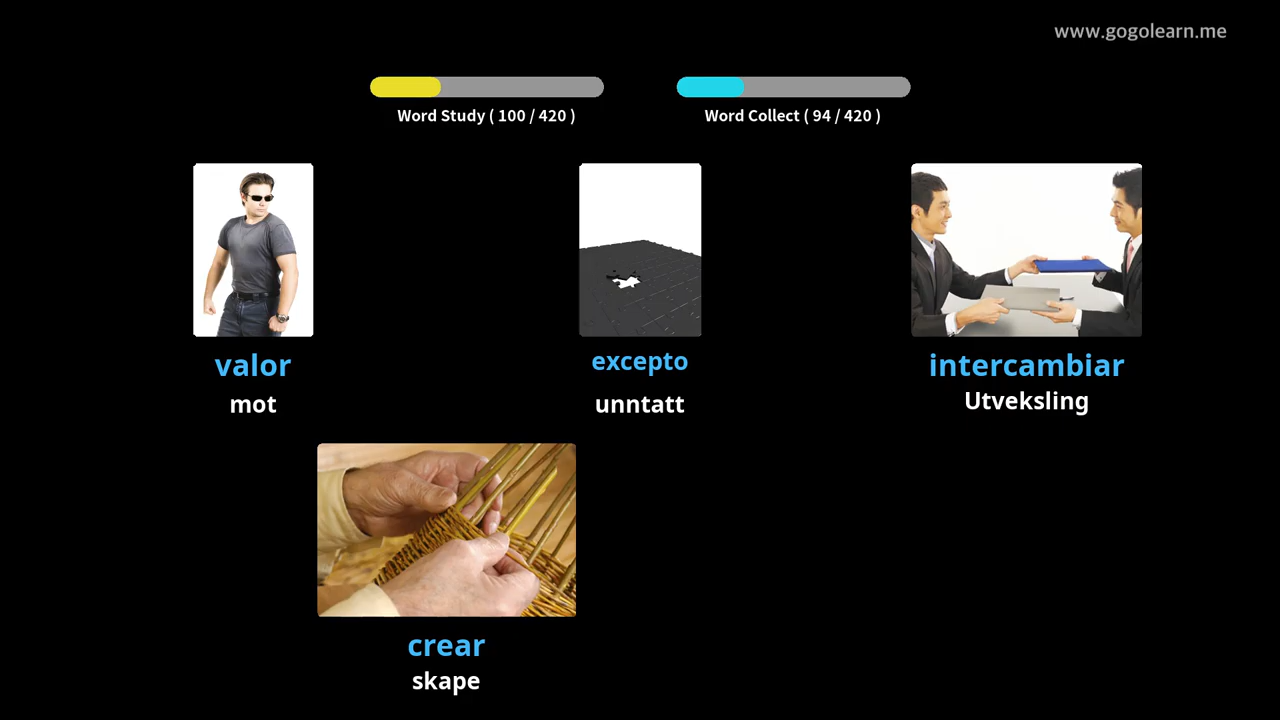 www.gogolearn.me
Word Study ( 100 / 420 )
Word Collect ( 94 / 420 )
valor
mot
excepto
unntatt
intercambiar
Utveksling
crear
skape